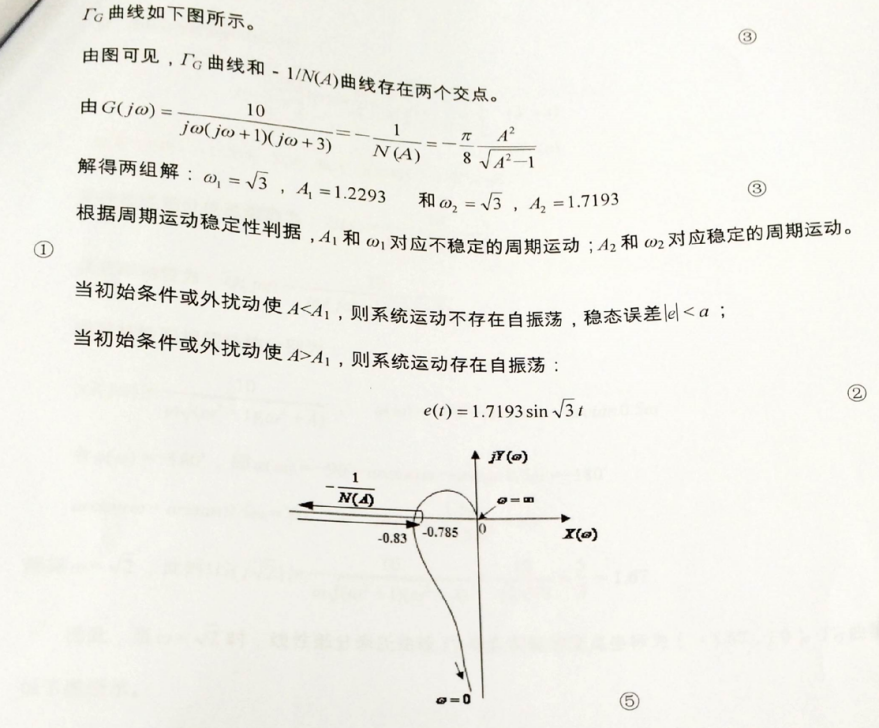 Γ_G 曲线如下图所示。
③
由图可见，Γ_G 曲线和 - 1/N(A)曲线存在两个交点。
由 G(jω) = 10 / (jω(jω+1)(jω+3)) = - 1/N(A) = - π/8 A²/√(A²-1)
解得两组解：ω₁ = √3 ，A₁ =1.2293 和 ω₂ = √3 ，A₂ =1.7193
③
根据周期运动稳定性判据，A₁ 和 ω₁ 对应不稳定的周期运动；A₂ 和 ω₂ 对应稳定的周期运动。
①
当初始条件或外扰动使 A<A₁，则系统运动不存在自振荡，稳态误差|e| < a；
当初始条件或外扰动使 A>A₁，则系统运动存在自振荡：
②
e(t) = 1.7193 sin √3 t
jY(ω)
- 1/N(A)
ω=∞
-0.83
-0.785
0
X(ω)
ω=0
⑤